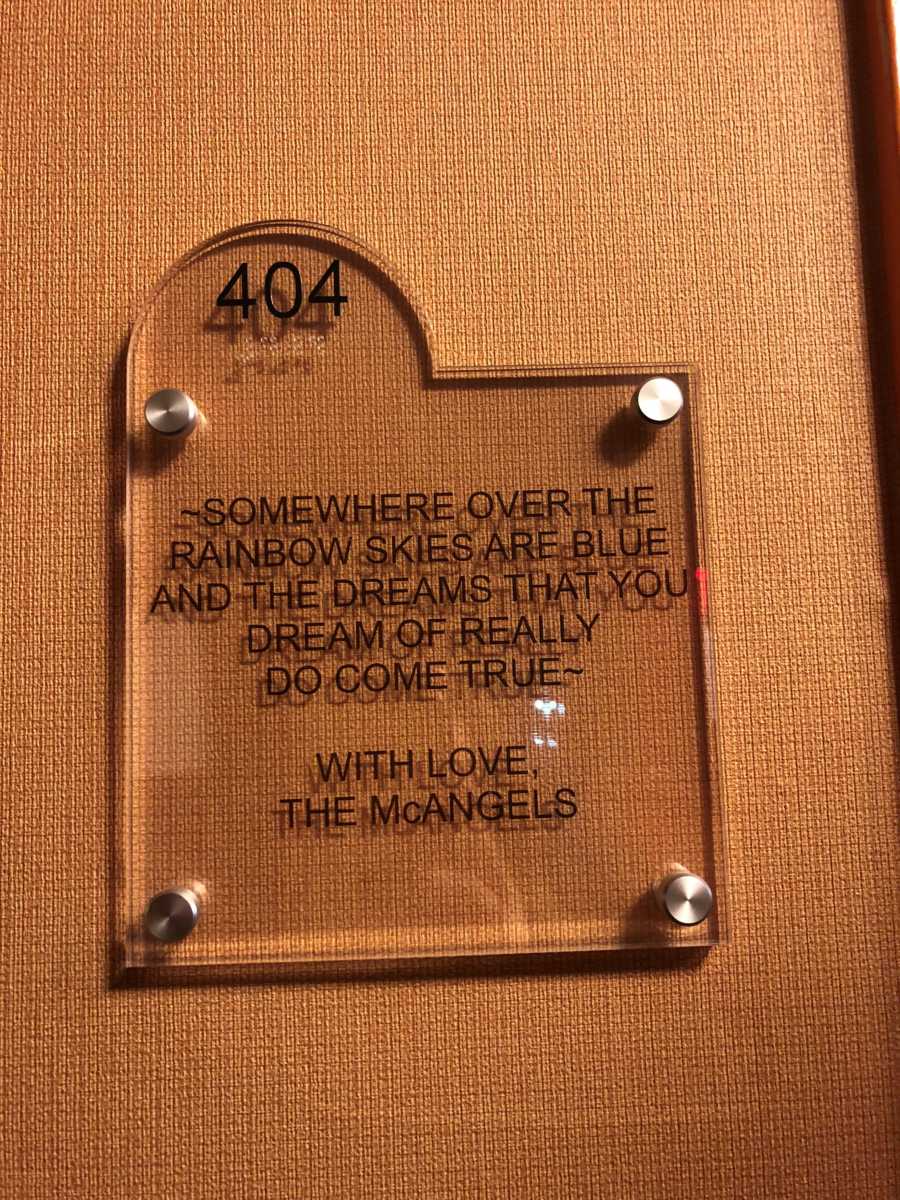 404
~SOMEWHERE OVER THE
RAINBOW SKIES ARE BLUE
AND THE DREAMS THAT YOU
DREAM OF REALLY
DO COME TRUE~
WITH LOVE,
THE McANGELS